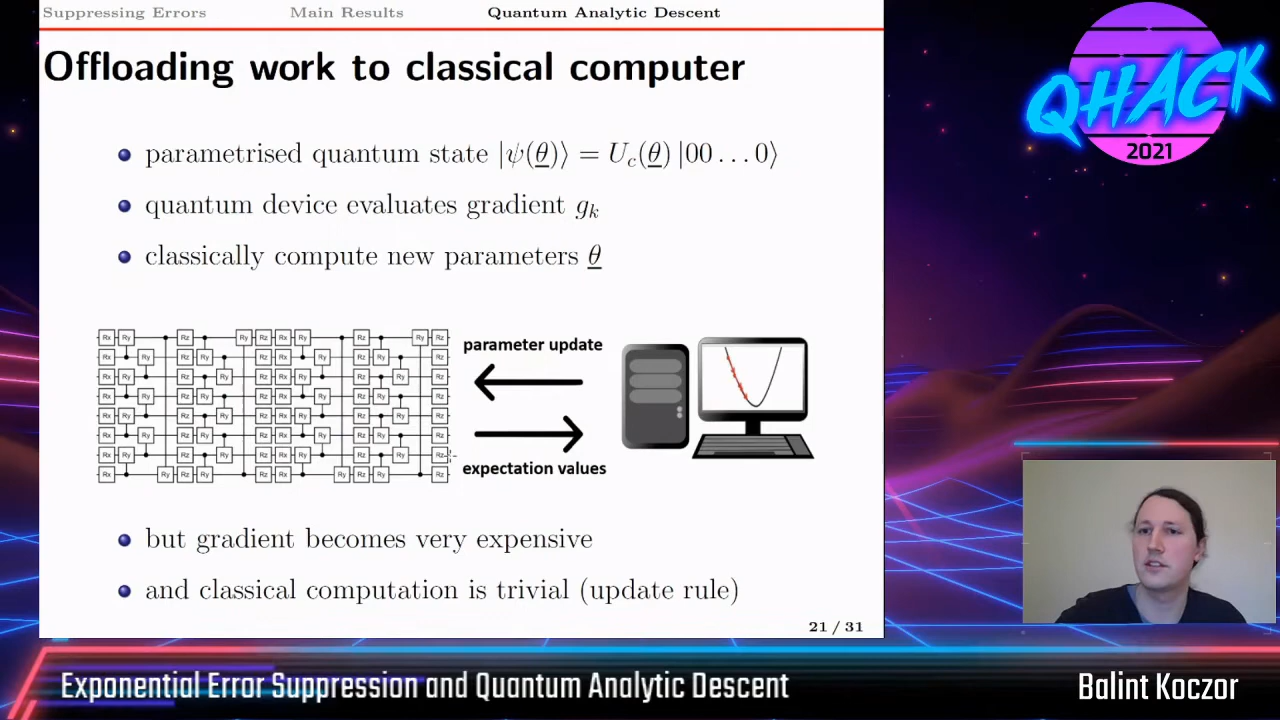 Suppressing Errors Main Results Quantum Analytic Descent
Offloading work to classical computer
parametrised quantum state |ψ(θ)⟩ = U_c(θ) |00 . . . 0⟩
quantum device evaluates gradient g_k
classically compute new parameters θ
parameter update
expectation values
but gradient becomes very expensive
and classical computation is trivial (update rule)
21 / 31
QHACK
2021
Exponential Error Suppression and Quantum Analytic Descent
Balint Koczor